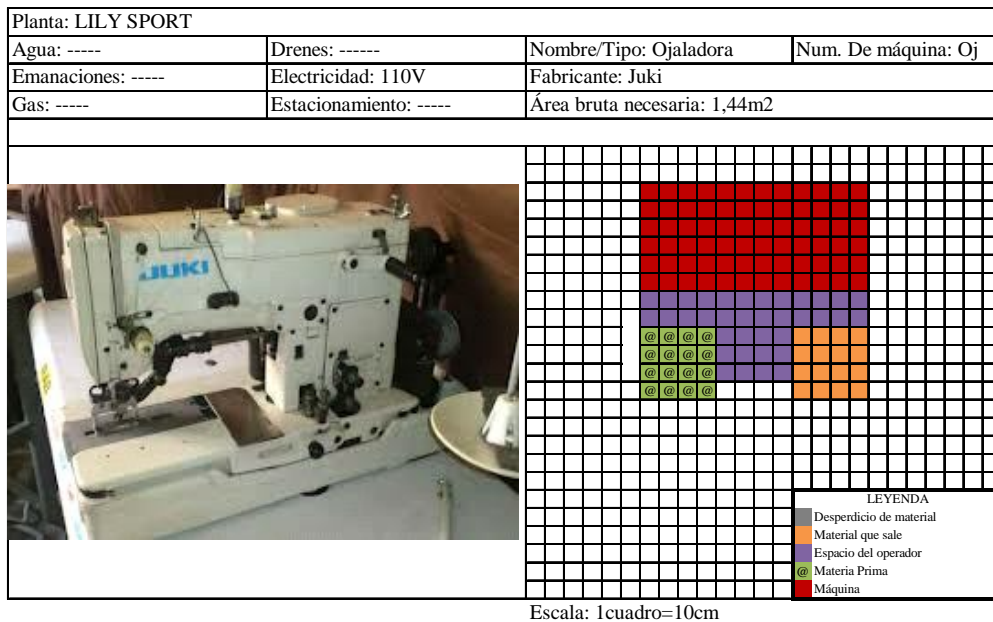 Planta: LILY SPORT
Agua: ----- Drenes: ------ Nombre/Tipo: Ojaladora Num. De máquina: Oj
Emanaciones: ----- Electricidad: 110V Fabricante: Juki
Gas: ----- Estacionamiento: ----- Área bruta necesaria: 1,44m2
JUKI
@ @ @ @
@ @ @ @
@ @ @ @
@ @ @ @
LEYENDA
Desperdicio de material
Material que sale
Espacio del operador
@ Materia Prima
Máquina
Escala: 1cuadro=10cm